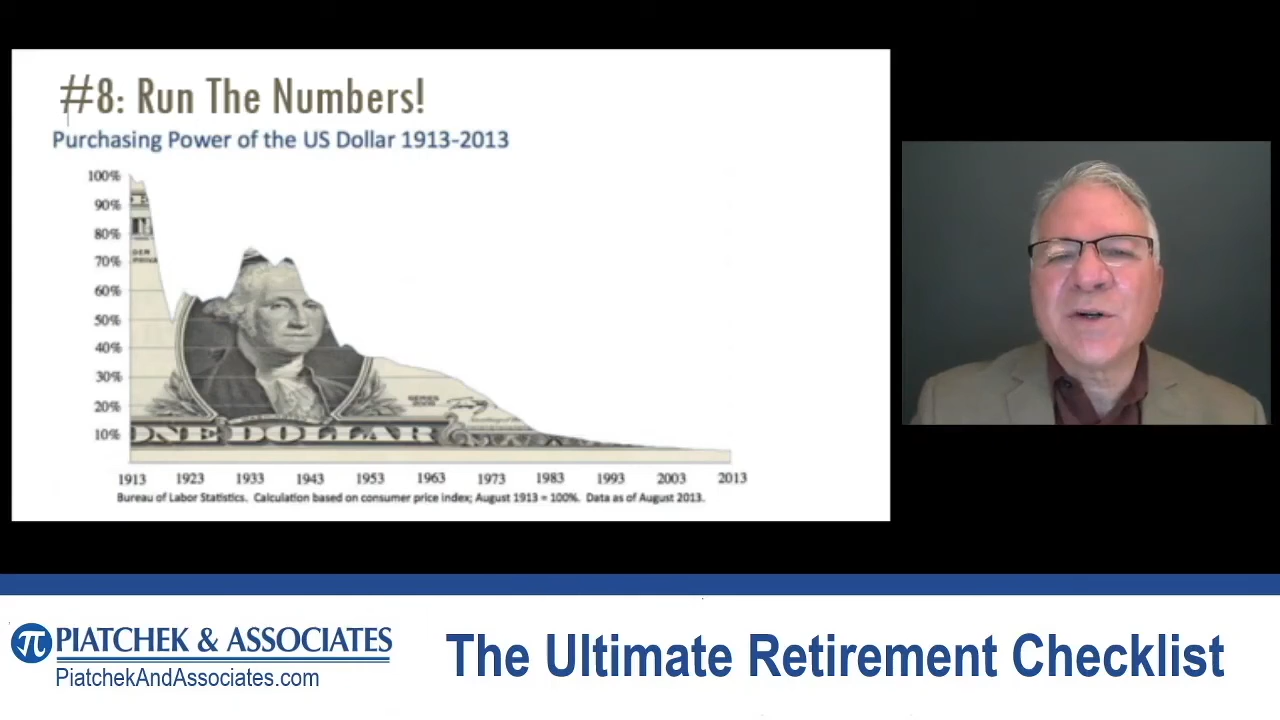 #8: Run The Numbers!
Purchasing Power of the US Dollar 1913-2013
100%
90%
80%
70%
60%
50%
40%
30%
20%
10%
DER
PRIVA
SERIES
ONE DOLLAR
1913 1923 1933 1943 1953 1963 1973 1983 1993 2003 2013
Bureau of Labor Statistics. Calculation based on consumer price index; August 1913 = 100%. Data as of August 2013.
π PIATCHEK & ASSOCIATES
PiatchekAndAssociates.com
The Ultimate Retirement Checklist